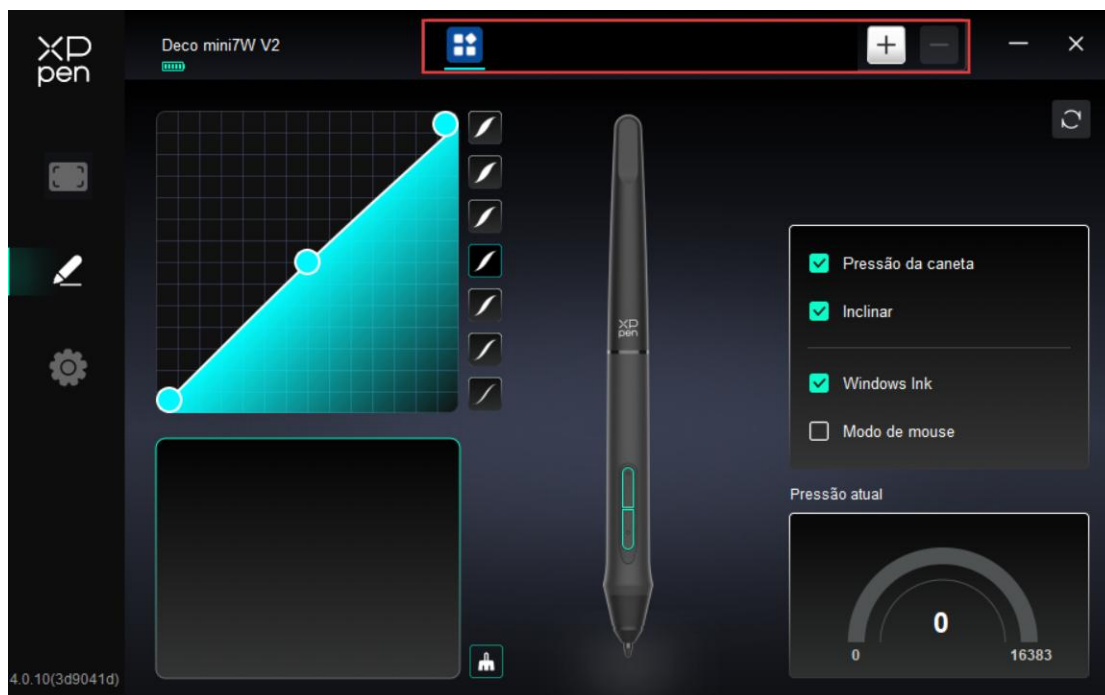 XP
pen
Deco mini7W V2
XP
pen
Pressão da caneta
Inclinar
Windows Ink
Modo de mouse
Pressão atual
0
0
16383
4.0.10(3d9041d)